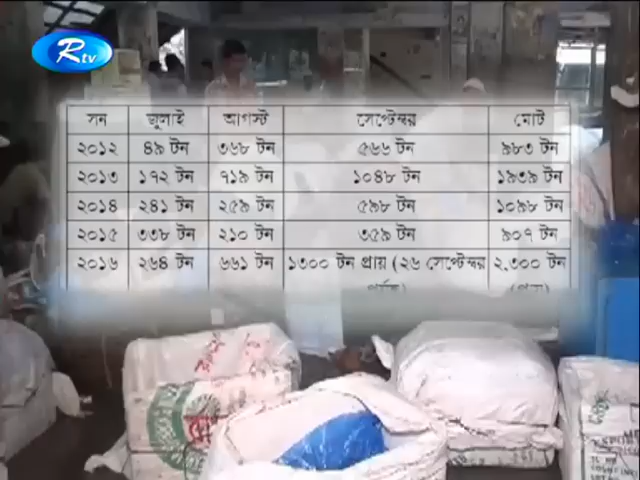 Rtv
সন জুলাই আগস্ট সেপ্টেম্বর মোট
২০১২ ৪৯ টন ৩৬৮ টন ৫৬৬ টন ৯৮৩ টন
২০১৩ ১৭২ টন ৭১৯ টন ১০৪৮ টন ১৯৩৯ টন
২০১৪ ২৪১ টন ২৫৯ টন ৫৯৮ টন ১০৯৮ টন
২০১৫ ৩৩৮ টন ২১০ টন ৩৫৯ টন ৯০৭ টন
২০১৬ ২৬৪ টন ৬৬১ টন ১৩০০ টন প্রায় (২৬ সেপ্টেম্বর ২,৩০০ টন